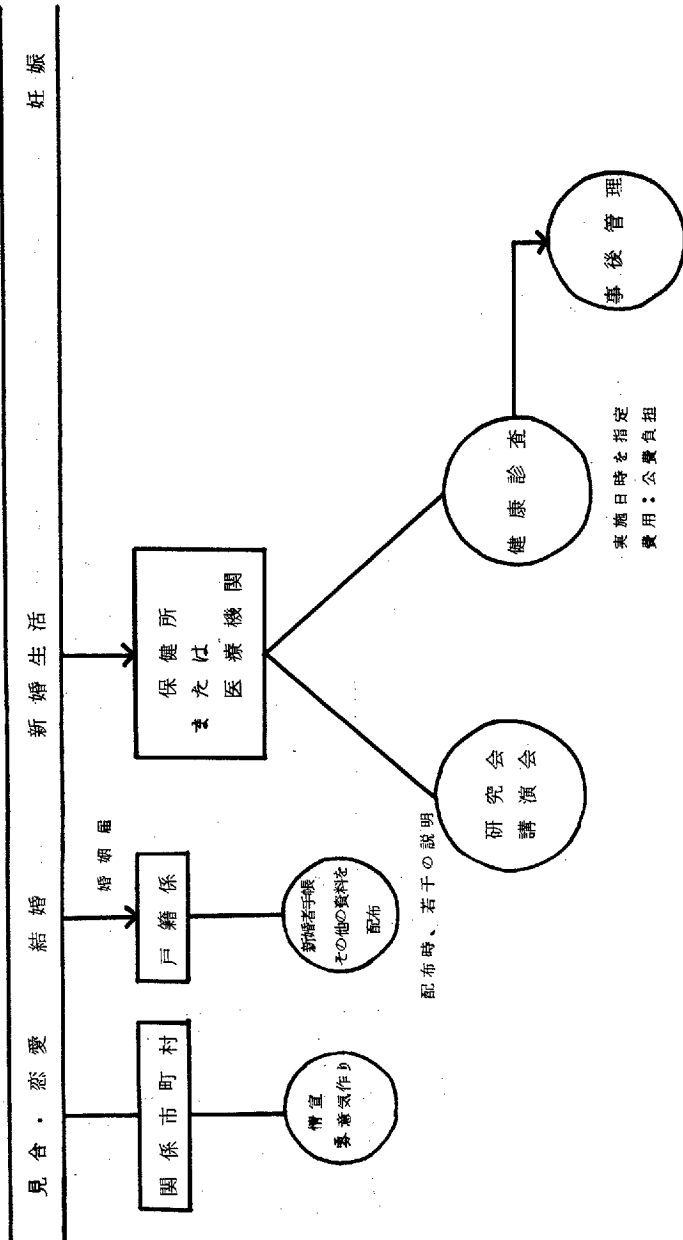 見合・恋愛
結婚
新婚生活
妊娠
関係市町村
婚姻届
戸籍係
保健所
または
医療機関
情宣
雰意気作り
新婚者手帳
その他の資料を
配布
配布時、若干の説明
研究会
講演会
健康診査
実施日時を指定
費用:公費負担
事後管理